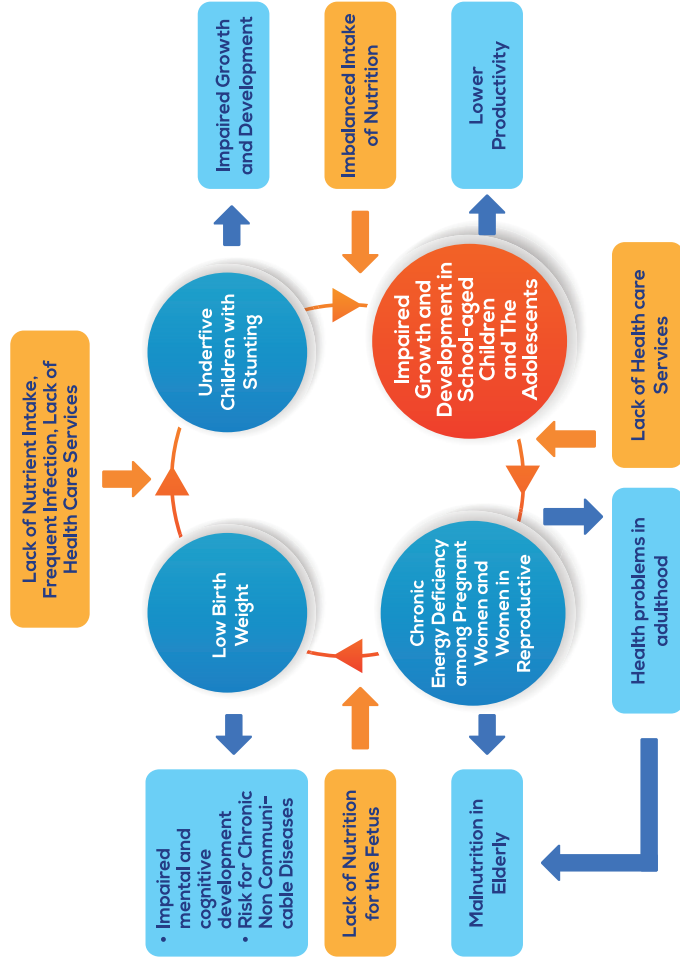 Lack of Nutrient Intake,
Frequent Infection, Lack of
Health Care Services
• Impaired
mental and
cognitive
development
• Risk for Chronic
Non Communi-
cable Diseases
Low Birth
Weight
Underfive
Children with
Stunting
Impaired Growth
and Development
Lack of Nutrition
for the Fetus
Imbalanced Intake
of Nutrition
Malnutrition in
Elderly
Chronic
Energy Deficiency
among Pregnant
Women and
Women in
Reproductive
Impaired
Growth and
Development in
School-aged
Children
and The
Adolescents
Lower
Productivity
Health problems in
adulthood
Lack of Health care
Services